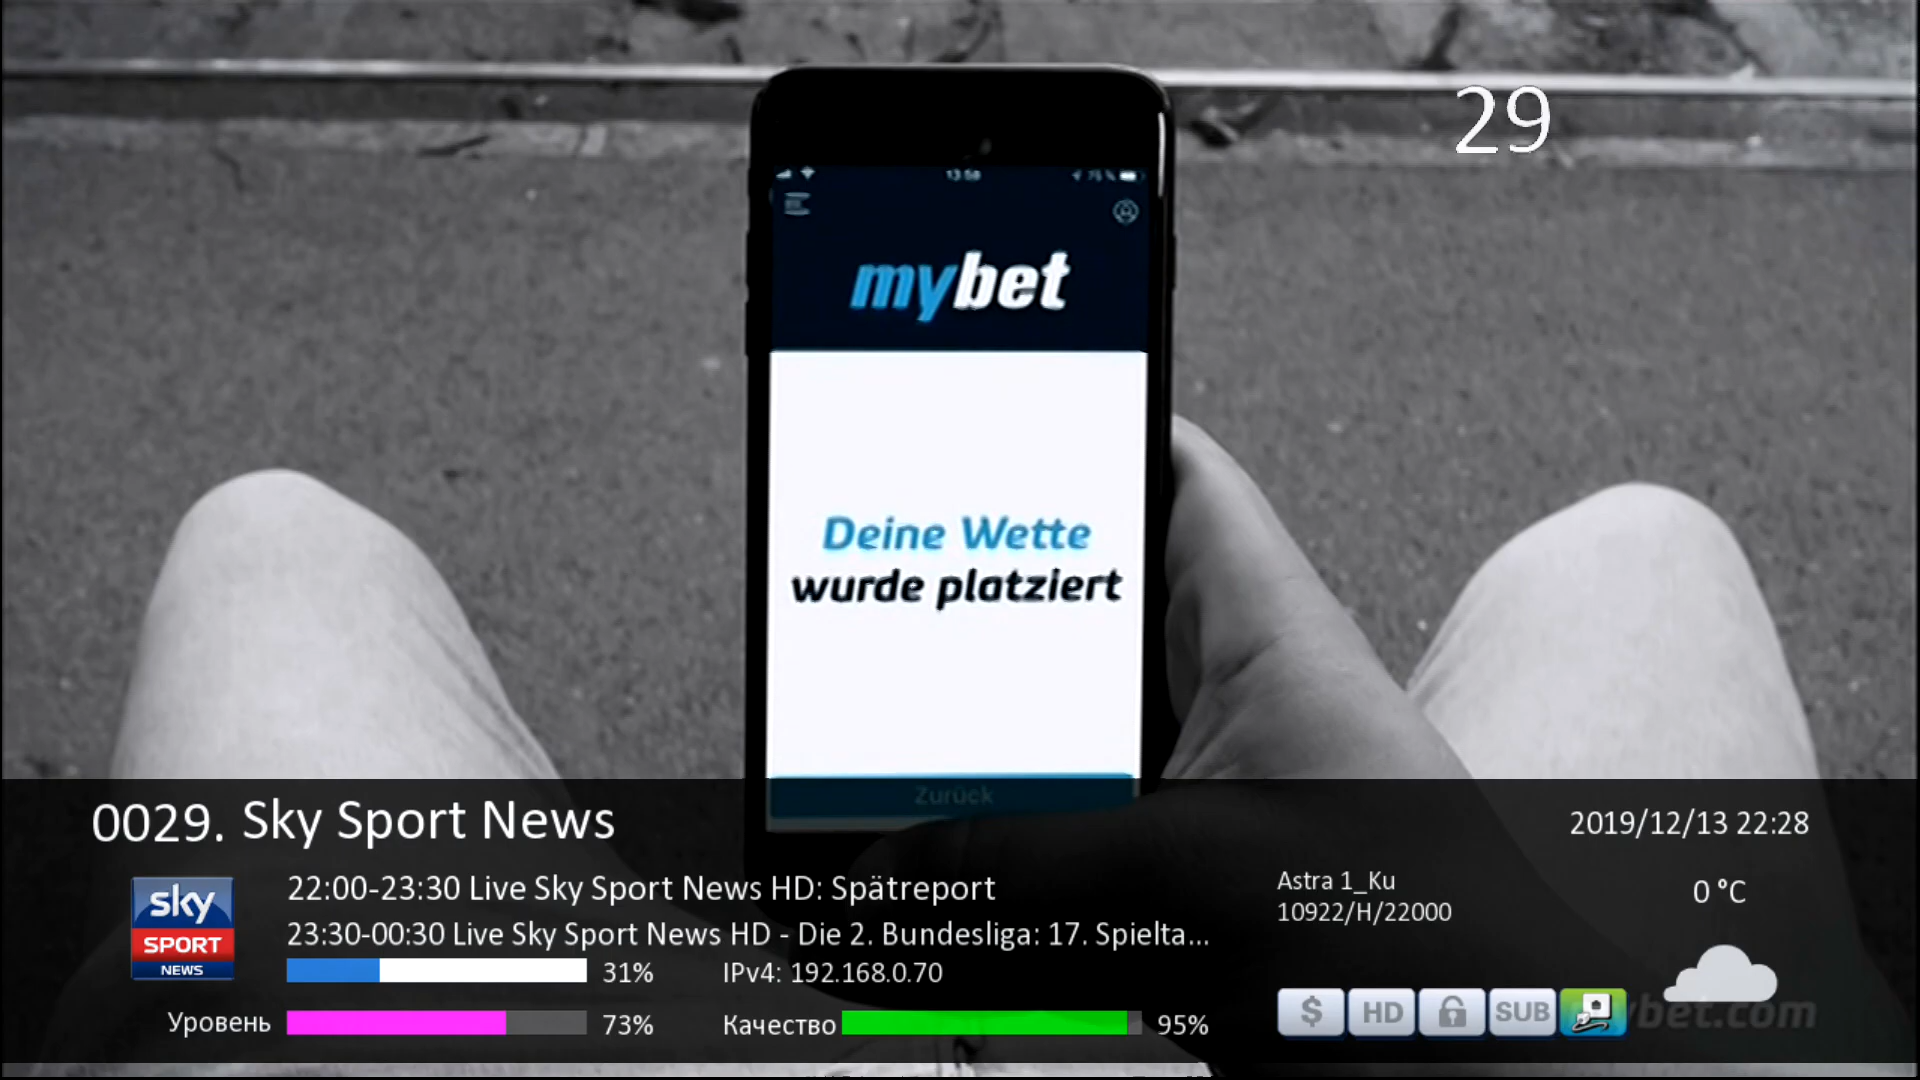 29
13:58
mybet
Deine Wette
wurde platziert
Zurück
0029. Sky Sport News
2019/12/13 22:28
sky
SPORT
NEWS
22:00-23:30 Live Sky Sport News HD: Spätreport
23:30-00:30 Live Sky Sport News HD - Die 2. Bundesliga: 17. Spielta...
31%
IPv4: 192.168.0.70
Уровень
73%
Качество
95%
Astra 1_Ku
10922/H/22000
0 °C
$
HD
SUB
bet.com